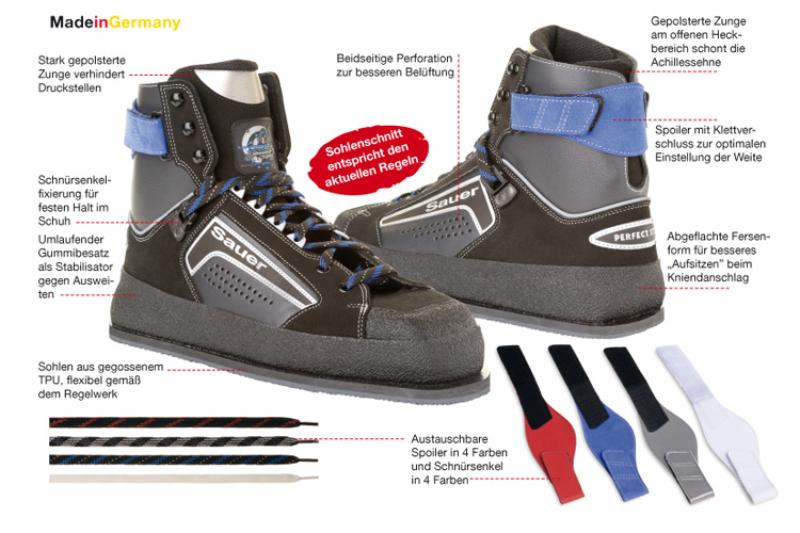 MadeinGermany
Stark gepolsterte
Zunge verhindert
Druckstellen
Beidseitige Perforation
zur besseren Belüftung
Gepolsterte Zunge
am offenen Heck-
bereich schont die
Achillessehne
Sohlenschnitt
entspricht den
aktuellen Regeln
Spoiler mit Klettver-
schluss zur optimalen
Einstellung der Weite
Schnürsenkel-
fixierung für
festen Halt im
Schuh
Umlaufender
Gummibesatz
als Stabilisator
gegen Auswei-
ten
Sauer
Sauer
PERFECT
Abgeflachte Fersen-
form für besseres
„Aufsitzen" beim
Kniendanschlag
Sohlen aus gegossenem
TPU, flexibel gemäß
dem Regelwerk
Austauschbare
Spoiler in 4 Farben
und Schnürsenkel
in 4 Farben